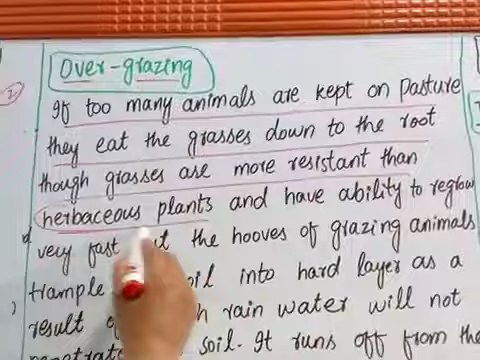 Over-grazing
If too many animals are kept on pasture
they eat the grasses down to the root
though grasses are more resistant than
herbaceous plants and have ability to regrow
very fast the hooves of grazing animals
trample into hard layer as a
result rain water will not
soil. It runs off from the